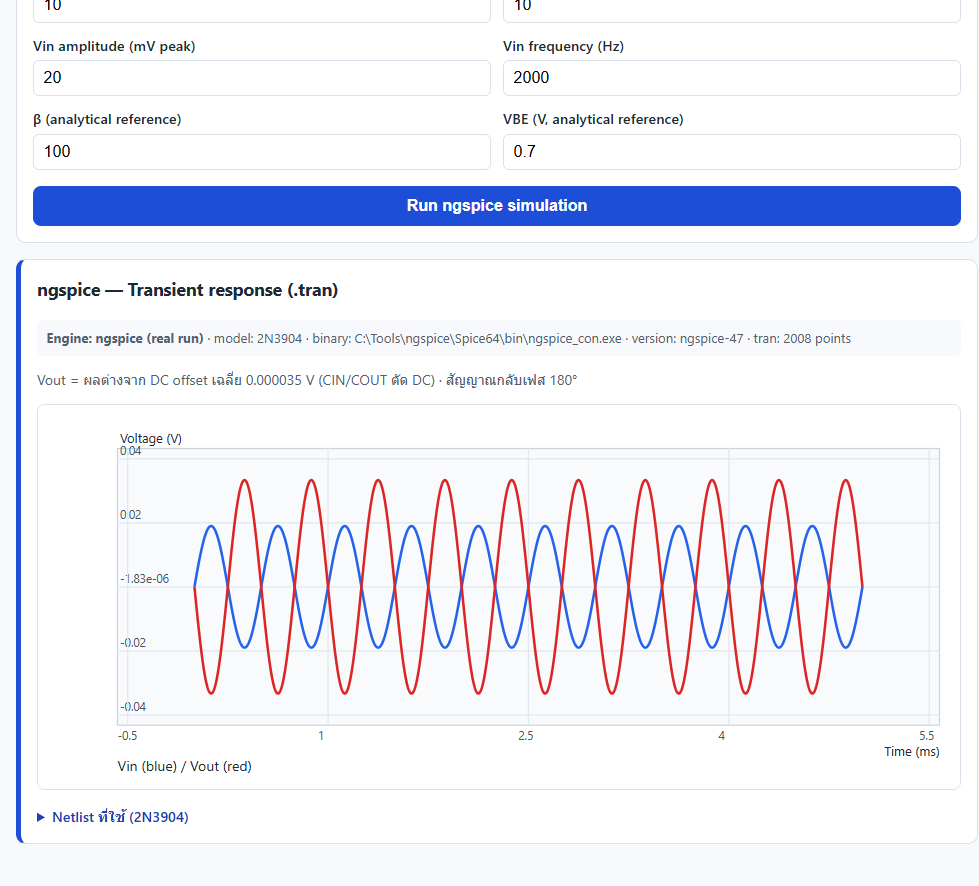 10
10
Vin amplitude (mV peak)
Vin frequency (Hz)
20
2000
β (analytical reference)
VBE (V, analytical reference)
100
0.7
Run ngspice simulation
ngspice — Transient response (.tran)
Engine: ngspice (real run) · model: 2N3904 · binary: C:\Tools\ngspice\Spice64\bin\ngspice_con.exe · version: ngspice-47 · tran: 2008 points
Vout = ผลต่างจาก DC offset เฉลี่ย 0.000035 V (CIN/COUT ตัด DC) · สัญญาณกลับเฟส 180°
Voltage (V)
0.04
0.02
-1.83e-06
-0.02
-0.04
-0.5
1
2.5
4
5.5
Time (ms)
Vin (blue) / Vout (red)
▶ Netlist ที่ใช้ (2N3904)